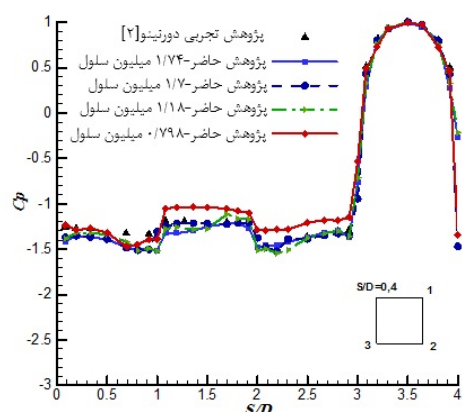 پژوهش تجربی دورتینو[۲]
پژوهش حاضر-۱/۷۴ میلیون سلول
پژوهش حاضر-۱/۷ میلیون سلول
پژوهش حاضر-۱/۱۸ میلیون سلول
پژوهش حاضر-۰/۷۹۸ میلیون سلول
1
0.5
0
-0.5
-1
-1.5
-2
-2.5
-3
Cp
0 0.5 1 1.5 2 2.5 3 3.5 4
S/D
S/D=0,4
1
3 2